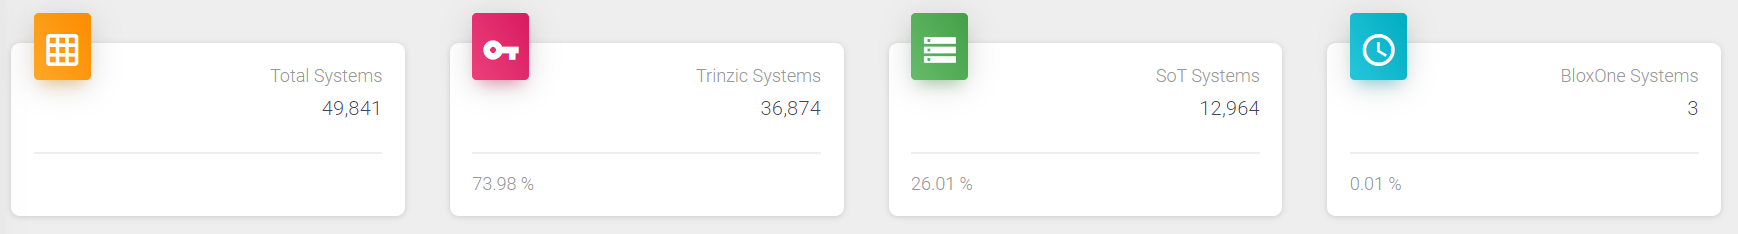 Total Systems
49,841
Trinzic Systems
36,874
73.98 %
SoT Systems
12,964
26.01 %
BloxOne Systems
3
0.01 %